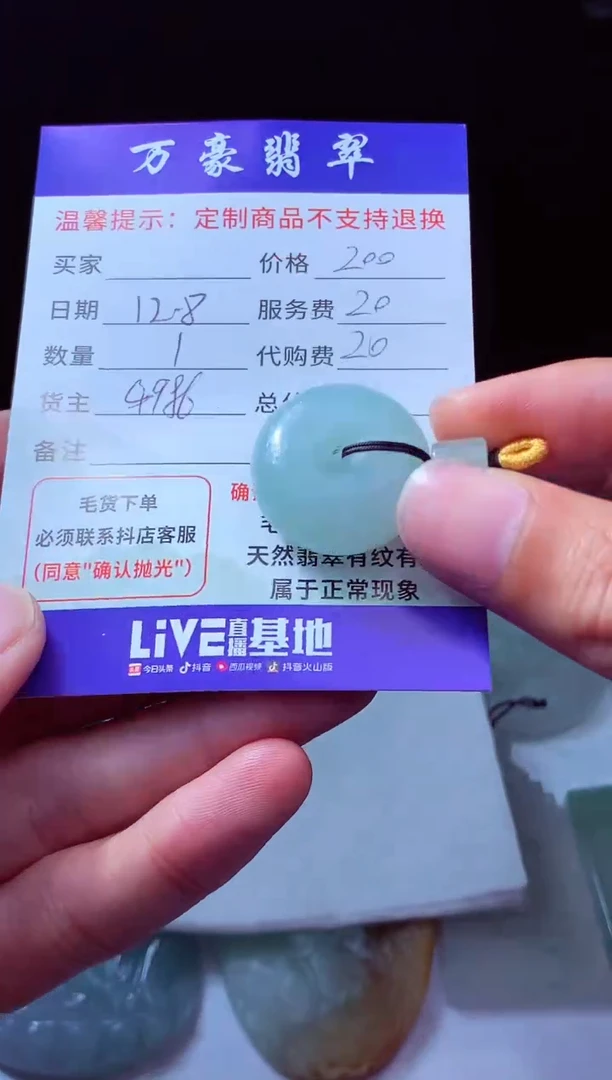 万豪翡翠
温馨提示：定制商品不支持退换
买家 价格 200
日期 12-8 服务费 20
数量 1 代购费 20
货主 4986 总
备注
毛货下单
必须联系抖店客服
(同意"确认抛光")
确
天然翡翠有纹有
属于正常现象
LiVE直播基地
今日头条 抖音 西瓜视频 抖音火山版